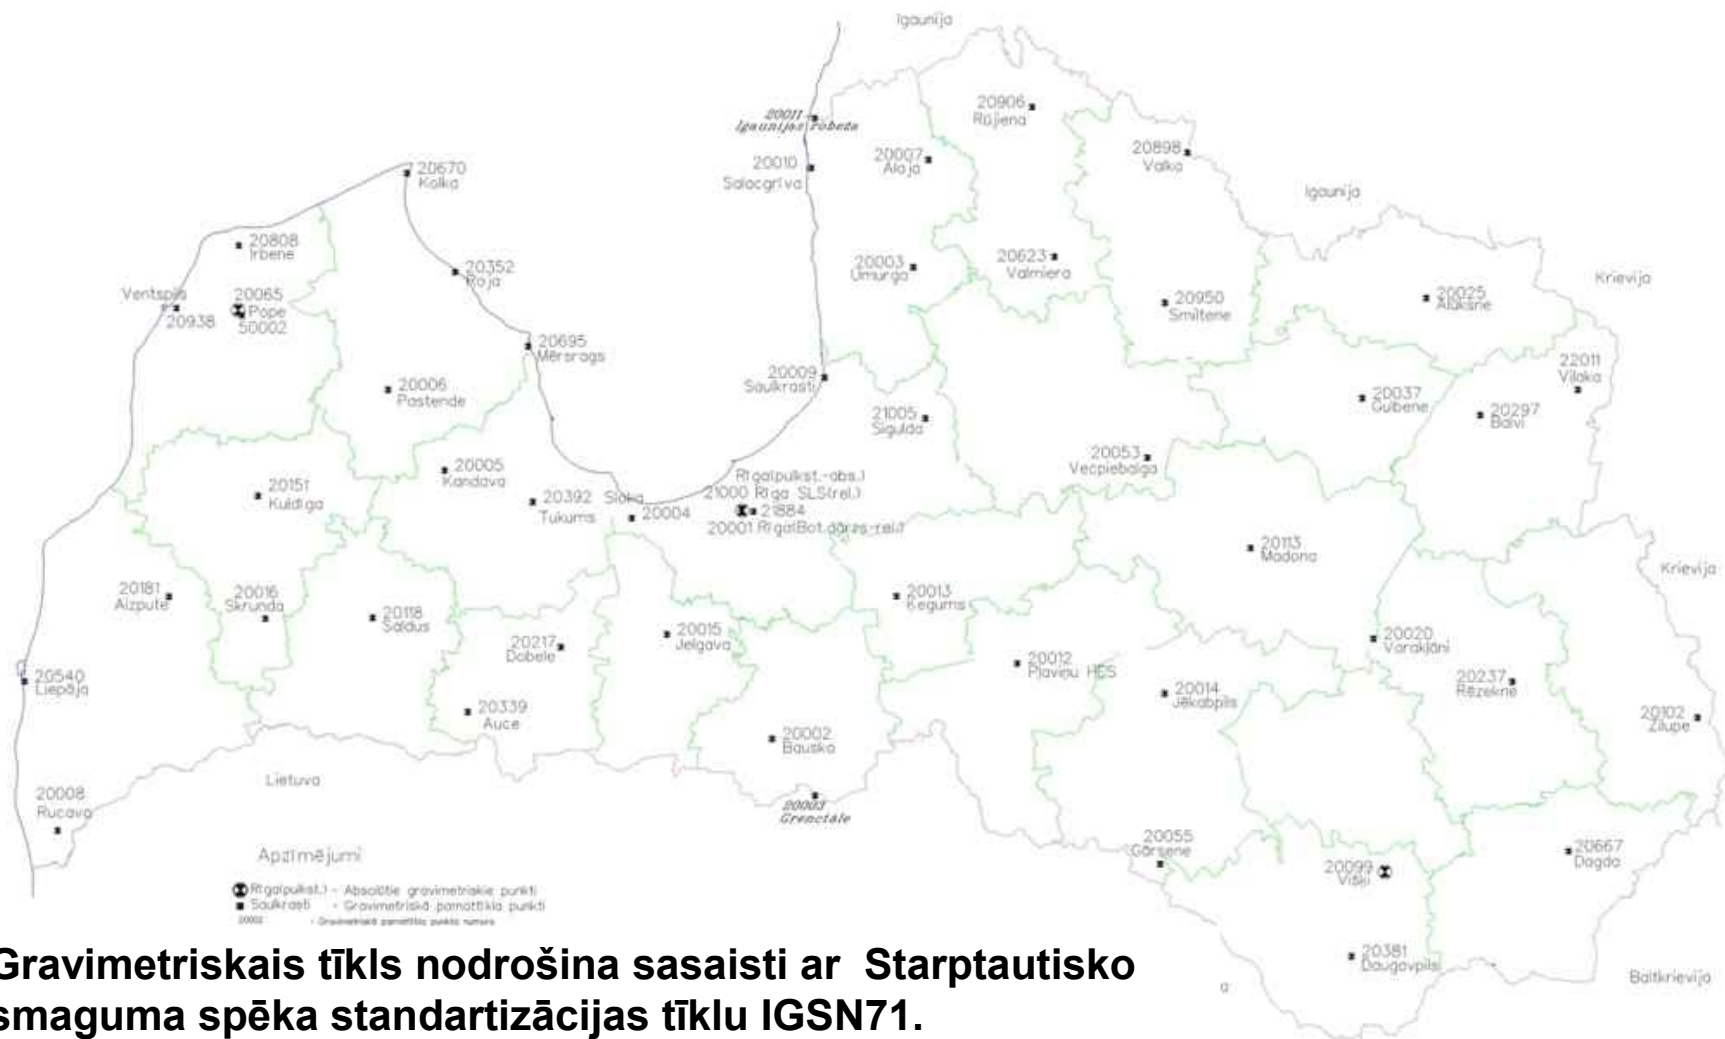 Igaunija
20011
Igaunijas robeža
20906
Rūjiena
20007
Aloja
20898
Valka
20010
Salacgrīva
20670
Kolka
Igaunija
20808
Irbene
20352
Roja
20003
Umurga
20623
Valmiera
Krievija
Ventspils
20938
20065
Pope
50002
20950
Smiltene
20025
Alūksne
20695
Mērsrags
20009
Saulkrasti
22011
Viļaka
20006
Pastende
20037
Gulbene
21005
Sigulda
20297
Balvi
20053
Vecpiebalga
20005
Kandava
Rīga(pulkst.-abs.)
20151
Kuldīga
20392
Tukums
Sloka
20004
21000 Rīga SLS(rel.)
21884
20001 Rīga(Bot.dārzs-rel.)
20113
Madona
Krievija
20181
Aizpute
20016
Skrunda
20118
Saldus
20013
Ķegums
20217
Dobele
20015
Jelgava
20020
Varakļāni
20012
Pļaviņu HES
20540
Liepāja
20237
Rēzekne
20014
Jēkabpils
20339
Auce
20102
Zilupe
20002
Bauska
Lietuva
20008
Rucava
20003
Grenctāle
20055
Gārsene
20667
Dagda
20099
Višķi
Apzīmējumi
Rīga(pulkst.) - Absolūtie gravimetriskie punkti
Saulkrasti - Gravimetriskā pamattīkla punkti
20002 - Gravimetriskā pamattīkla punkta numurs
20381
Daugavpils
Baltkrievija
a
Gravimetriskais tīkls nodrošina sasaisti ar Starptautisko
smaguma spēka standartizācijas tīklu IGSN71.